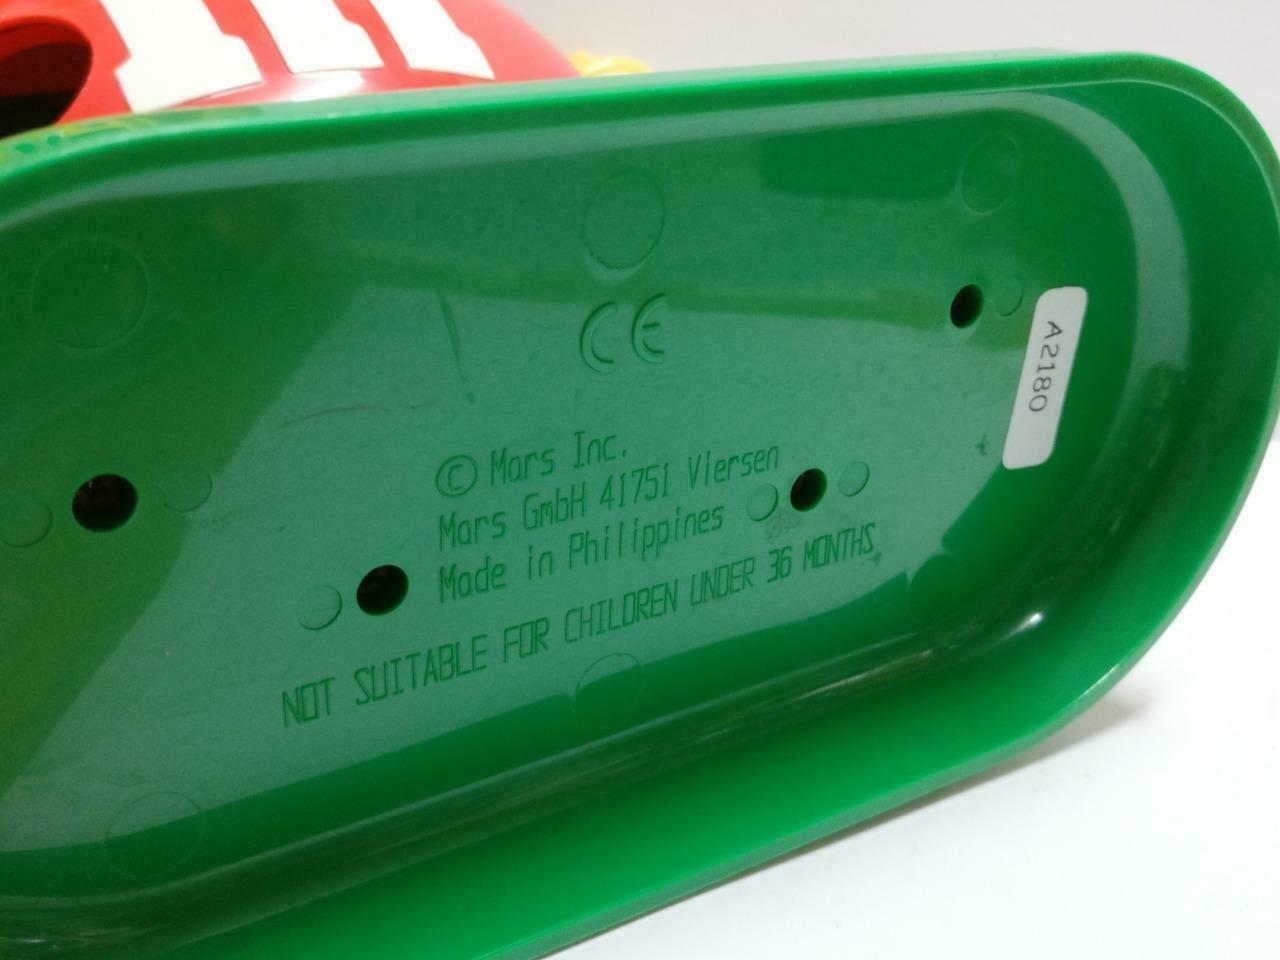 CE
A2180
© Mars Inc.
Mars GmbH 41751 Viersen
Made in Philippines
NOT SUITABLE FOR CHILDREN UNDER 36 MONTHS